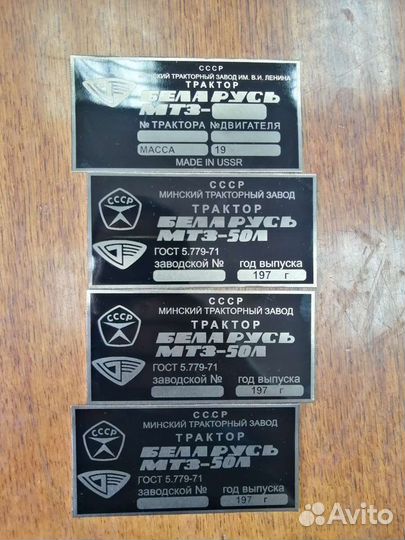 СССР
МИНСКИЙ ТРАКТОРНЫЙ ЗАВОД ИМ. В.И. ЛЕНИНА
ТРАКТОР
БЕЛАРУСЬ
МТЗ-
№ ТРАКТОРА №ДВИГАТЕЛЯ
МАССА 19
MADE IN USSR
СССР
СССР
МИНСКИЙ ТРАКТОРНЫЙ ЗАВОД
ТРАКТОР
БЕЛАРУСЬ
МТЗ-50Л
ГОСТ 5.779-71
заводской № год выпуска
197 г
СССР
СССР
МИНСКИЙ ТРАКТОРНЫЙ ЗАВОД
ТРАКТОР
БЕЛАРУСЬ
МТЗ-50Л
ГОСТ 5.779-71
заводской № год выпуска
197 г
СССР
СССР
МИНСКИЙ ТРАКТОРНЫЙ ЗАВОД
ТРАКТОР
БЕЛАРУСЬ
МТЗ-50Л
ГОСТ 5.779-71
заводской № год выпуска
197 г
Avito